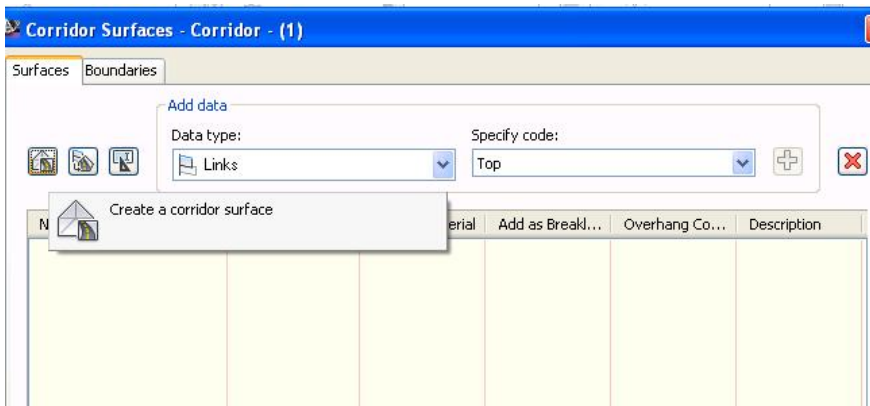 Corridor Surfaces - Corridor - (1)
Surfaces Boundaries
Add data
Data type: Specify code:
Links Top
Create a corridor surface
N erial Add as Breakl... Overhang Co... Description